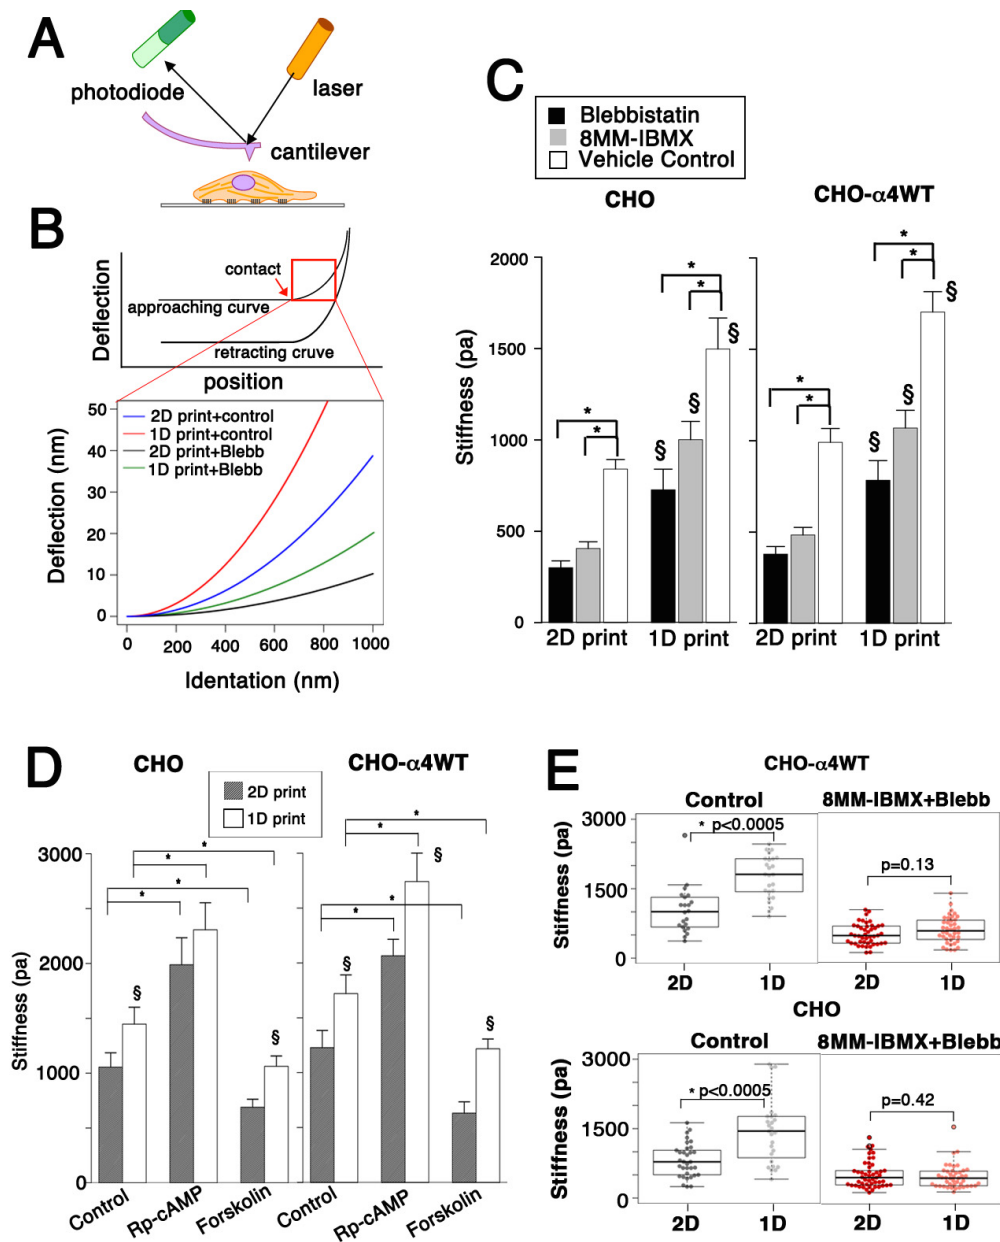 A
photodiode
laser
cantilever
B
Deflection
contact
approaching curve
retracting cruve
position
Deflection (nm)
50
40
30
20
10
0
2D print+control
1D print+control
2D print+Blebb
1D print+Blebb
0 200 400 600 800 1000
Identation (nm)
C
Blebbistatin
8MM-IBMX
Vehicle Control
CHO
CHO-α4WT
Stiffness (pa)
2000
1500
1000
500
0
* * * *
§ § §
* * * *
§ § §
2D print 1D print 2D print 1D print
D
CHO
CHO-α4WT
2D print
1D print
Stiffness (pa)
3000
2000
1000
0
* * * *
§ §
* * * *
§ § §
Control Rp-cAMP Forskolin Control Rp-cAMP Forskolin
E
CHO-α4WT
Control 8MM-IBMX+Blebb
Stiffness (pa)
3000
1500
0
* p<0.0005
p=0.13
2D 1D 2D 1D
CHO
Control 8MM-IBMX+Blebb
Stiffness (pa)
3000
1500
0
* p<0.0005
p=0.42
2D 1D 2D 1D